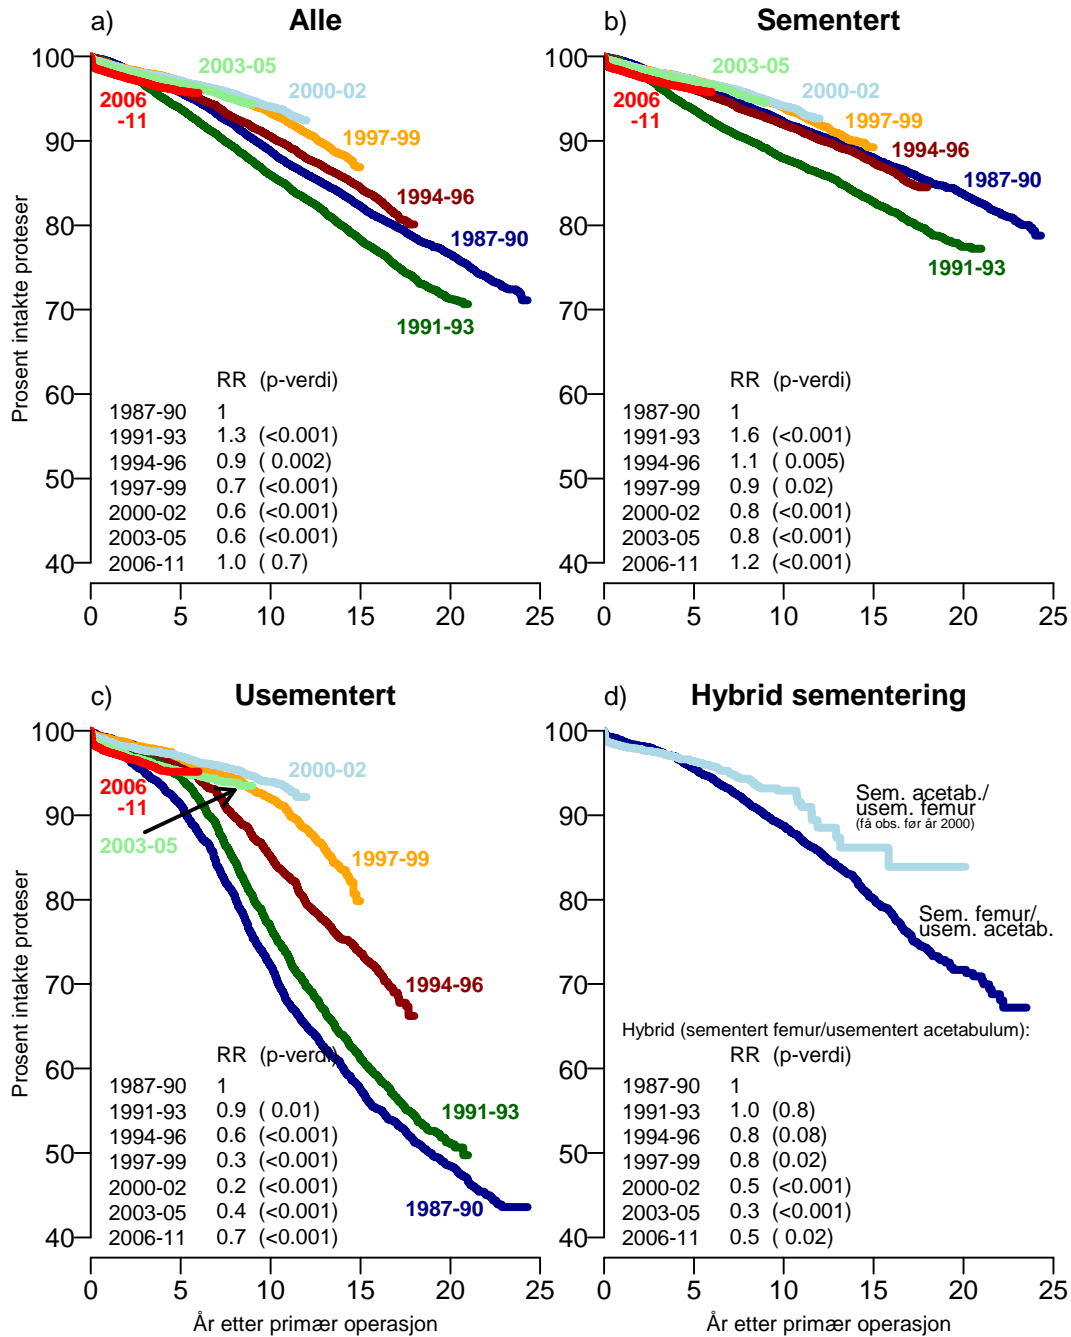 a) Alle
Prosent intakte proteser
100
90
80
70
60
50
40
2003-05
2000-02
2006
-11
1997-99
1994-96
1987-90
1991-93
RR (p-verdi)
1987-90 1
1991-93 1.3 (<0.001)
1994-96 0.9 ( 0.002)
1997-99 0.7 (<0.001)
2000-02 0.6 (<0.001)
2003-05 0.6 (<0.001)
2006-11 1.0 ( 0.7)
0 5 10 15 20 25
b) Sementert
100
90
80
70
60
50
40
2003-05
2000-02
2006
-11
1997-99
1994-96
1987-90
1991-93
RR (p-verdi)
1987-90 1
1991-93 1.6 (<0.001)
1994-96 1.1 ( 0.005)
1997-99 0.9 ( 0.02)
2000-02 0.8 (<0.001)
2003-05 0.8 (<0.001)
2006-11 1.2 (<0.001)
0 5 10 15 20 25
c) Usementert
Prosent intakte proteser
100
90
80
70
60
50
40
2000-02
2006
-11
2003-05
1997-99
1994-96
1991-93
1987-90
RR (p-verdi)
1987-90 1
1991-93 0.9 ( 0.01)
1994-96 0.6 (<0.001)
1997-99 0.3 (<0.001)
2000-02 0.2 (<0.001)
2003-05 0.4 (<0.001)
2006-11 0.7 (<0.001)
0 5 10 15 20 25
År etter primær operasjon
d) Hybrid sementering
100
90
80
70
60
50
40
Sem. acetab./
usem. femur
(få obs. før år 2000)
Sem. femur/
usem. acetab.
Hybrid (sementert femur/usementert acetabulum):
RR (p-verdi)
1987-90 1
1991-93 1.0 (0.8)
1994-96 0.8 (0.08)
1997-99 0.8 (0.02)
2000-02 0.5 (<0.001)
2003-05 0.3 (<0.001)
2006-11 0.5 ( 0.02)
0 5 10 15 20 25
År etter primær operasjon